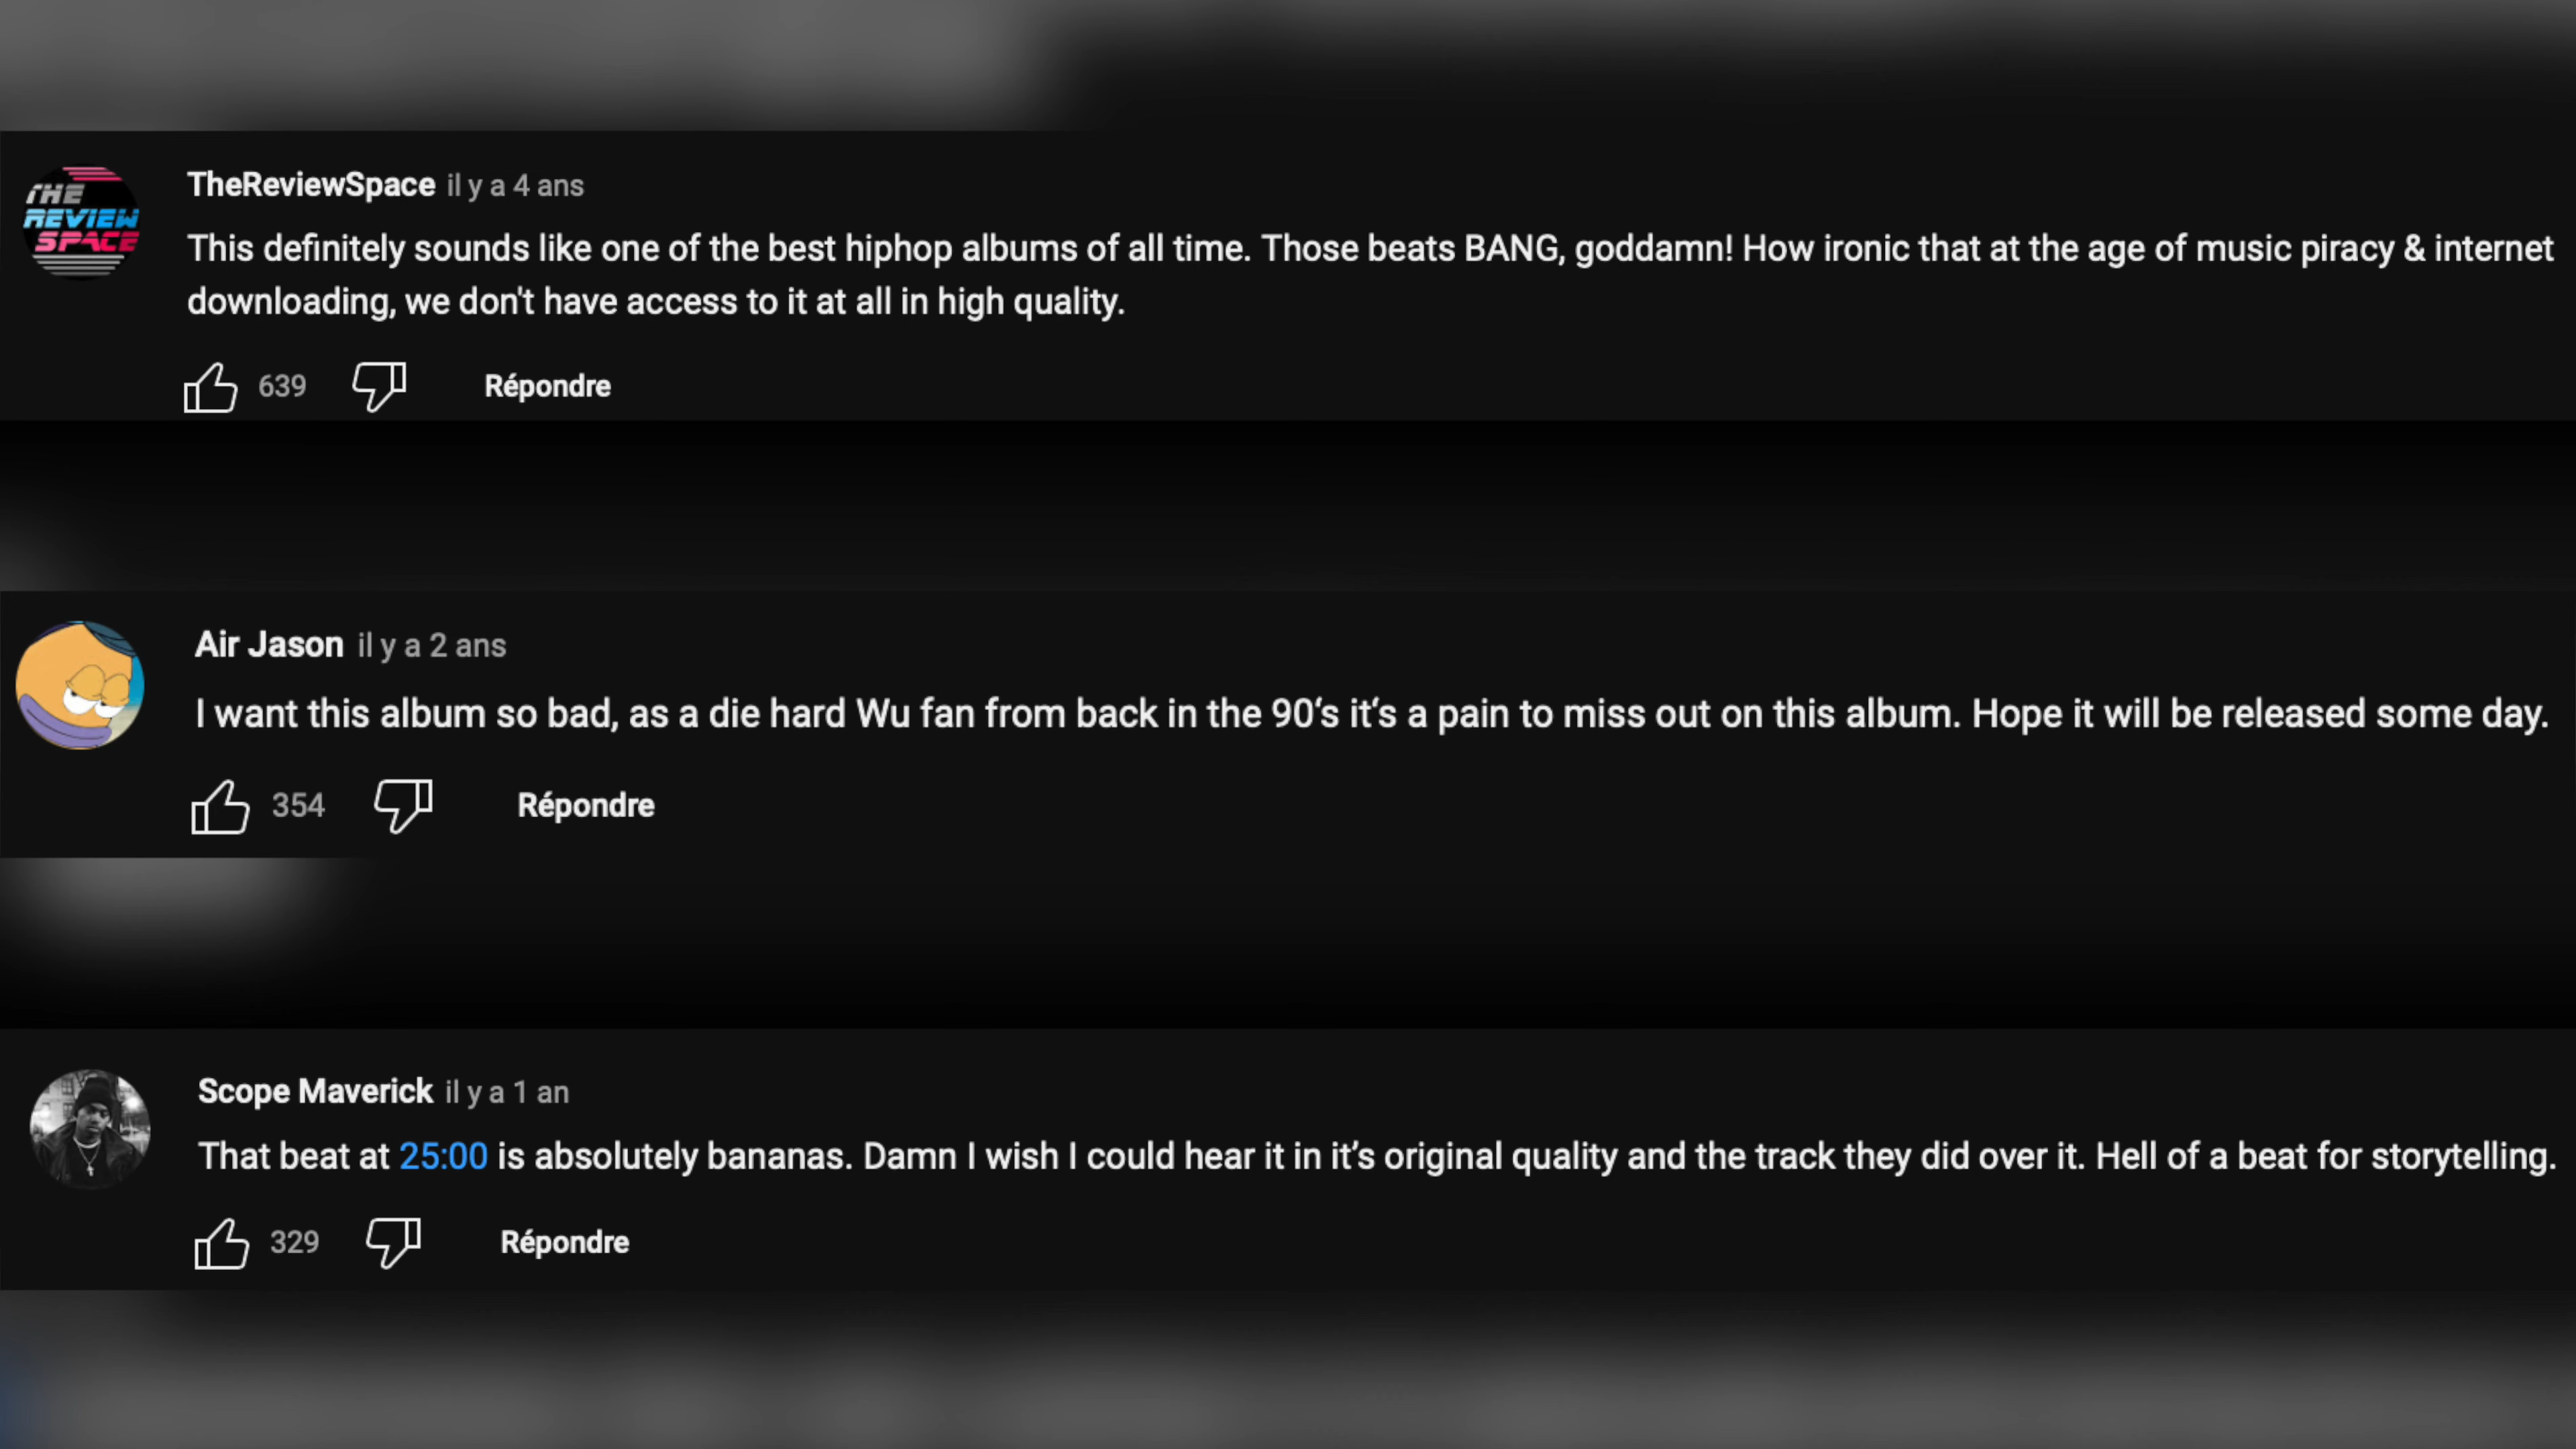 THE
REVIEW
SPACE
TheReviewSpace il y a 4 ans
This definitely sounds like one of the best hiphop albums of all time. Those beats BANG, goddamn! How ironic that at the age of music piracy & internet
downloading, we don't have access to it at all in high quality.
639 Répondre
Air Jason il y a 2 ans
I want this album so bad, as a die hard Wu fan from back in the 90‘s it‘s a pain to miss out on this album. Hope it will be released some day.
354 Répondre
Scope Maverick il y a 1 an
That beat at 25:00 is absolutely bananas. Damn I wish I could hear it in it’s original quality and the track they did over it. Hell of a beat for storytelling.
329 Répondre